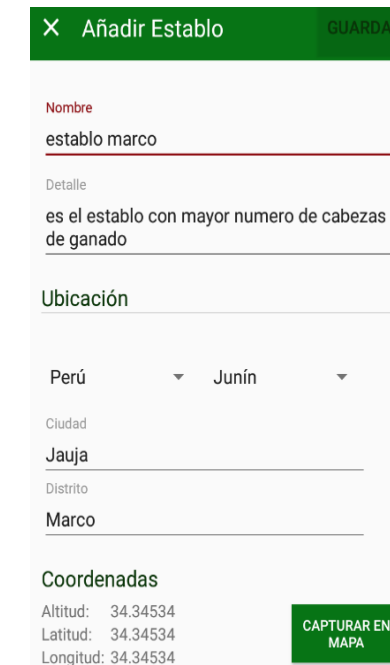 × Añadir Establo GUARDA
Nombre
establo marco
Detalle
es el establo con mayor numero de cabezas
de ganado
Ubicación
Perú Junín
Ciudad
Jauja
Distrito
Marco
Coordenadas
Altitud: 34.34534
Latitud: 34.34534
Longitud: 34.34534
CAPTURAR EN
MAPA